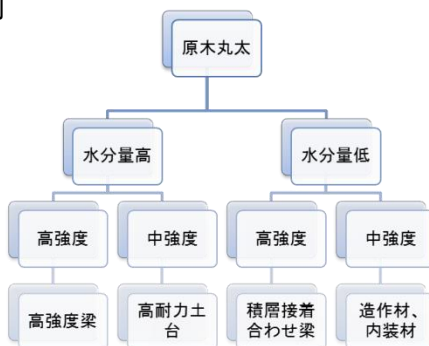 原木丸太
水分量高
水分量低
高強度
中強度
高強度
中強度
高強度梁
高耐力土
台
積層接着
合わせ梁
造作材、
内装材